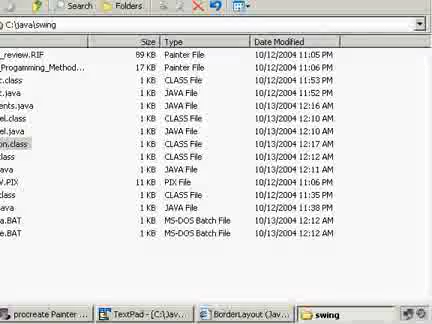 Search Folders
C:\java\swing
Size Type Date Modified
_review.RIF 89 KB Painter File 10/12/2004 11:05 PM
_Progamming_Method... 17 KB Painter File 10/12/2004 11:06 PM
.class 1 KB CLASS File 10/12/2004 11:53 PM
.java 1 KB JAVA File 10/12/2004 11:52 PM
ents.java 1 KB JAVA File 10/13/2004 12:16 AM
el.class 1 KB CLASS File 10/13/2004 12:10 AM
el.java 1 KB JAVA File 10/13/2004 12:10 AM
on.class 1 KB CLASS File 10/13/2004 12:17 AM
lass 1 KB CLASS File 10/13/2004 12:12 AM
ava 1 KB JAVA File 10/13/2004 12:11 AM
.PIX 11 KB PIX File 10/12/2004 11:06 PM
lass 1 KB CLASS File 10/12/2004 11:35 PM
ava 1 KB JAVA File 10/12/2004 11:38 PM
a.BAT 1 KB MS-DOS Batch File 10/13/2004 12:12 AM
e.BAT 1 KB MS-DOS Batch File 10/13/2004 12:12 AM
procreate Painter ... TextPad - [C:\Jav... BorderLayout (Jav... swing